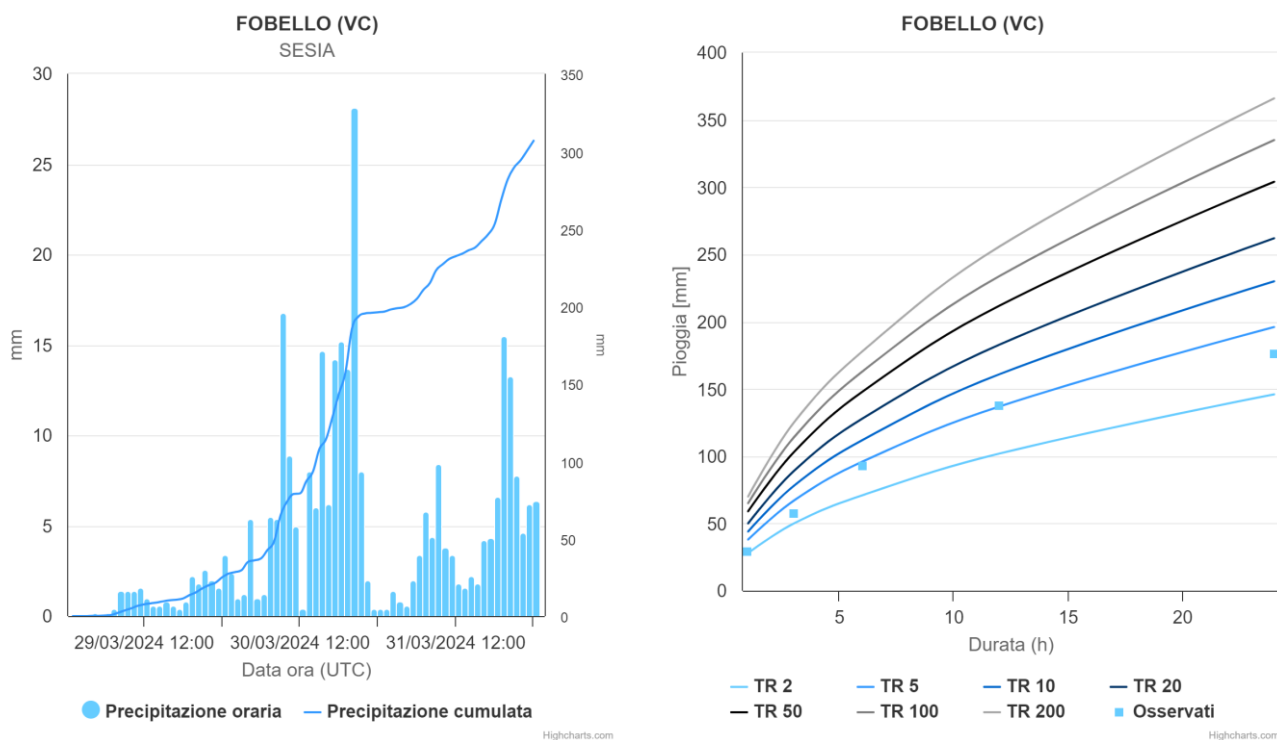 FOBELLO (VC)
SESIA
30
25
20
15
10
5
0
mm
350
300
250
200
150
100
50
0
mm
29/03/2024 12:00
30/03/2024 12:00
31/03/2024 12:00
Data ora (UTC)
Precipitazione oraria
Precipitazione cumulata
Highcharts.com
FOBELLO (VC)
400
350
300
250
200
150
100
50
0
Pioggia [mm]
5
10
15
20
Durata (h)
TR 2
TR 5
TR 10
TR 20
TR 50
TR 100
TR 200
Osservati
Highcharts.com